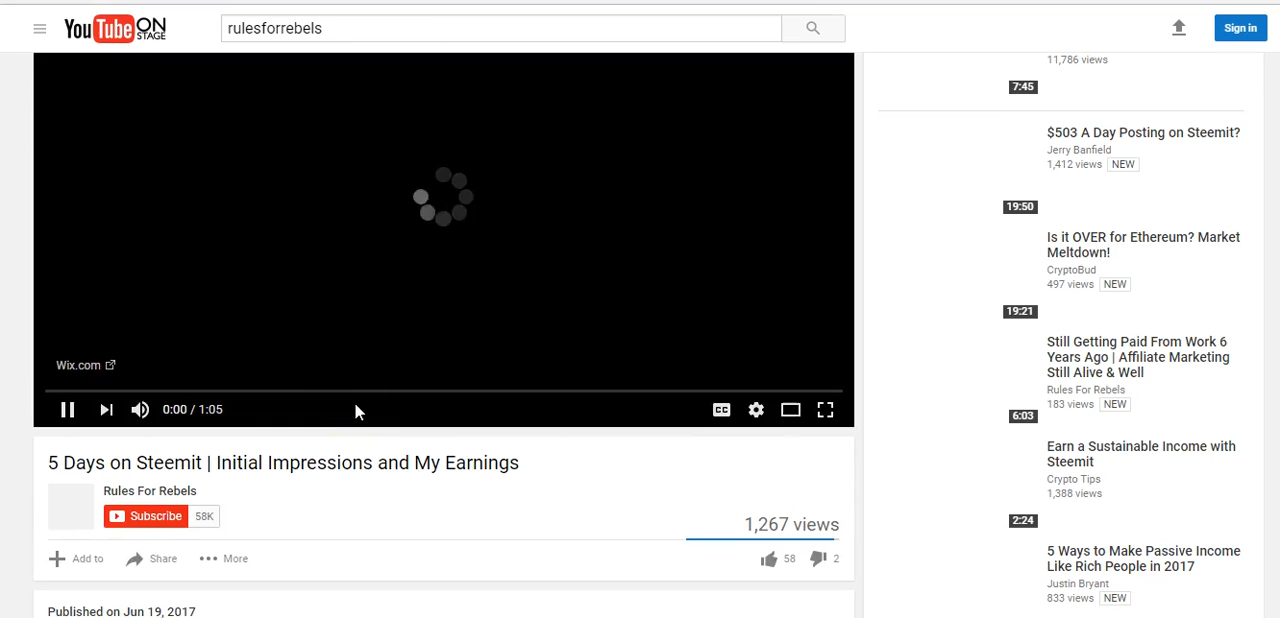 YouTube ON STAGE
rulesforrebels
Sign in
Wix.com
0:00 / 1:05
CC
5 Days on Steemit | Initial Impressions and My Earnings
Rules For Rebels
Subscribe 58K
1,267 views
Add to Share More 58 2
Published on Jun 19, 2017
11,786 views
7:45
$503 A Day Posting on Steemit?
Jerry Banfield
1,412 views NEW
19:50
Is it OVER for Ethereum? Market
Meltdown!
CryptoBud
497 views NEW
19:21
Still Getting Paid From Work 6
Years Ago | Affiliate Marketing
Still Alive & Well
Rules For Rebels
183 views NEW
6:03
Earn a Sustainable Income with
Steemit
Crypto Tips
1,388 views
2:24
5 Ways to Make Passive Income
Like Rich People in 2017
Justin Bryant
833 views NEW